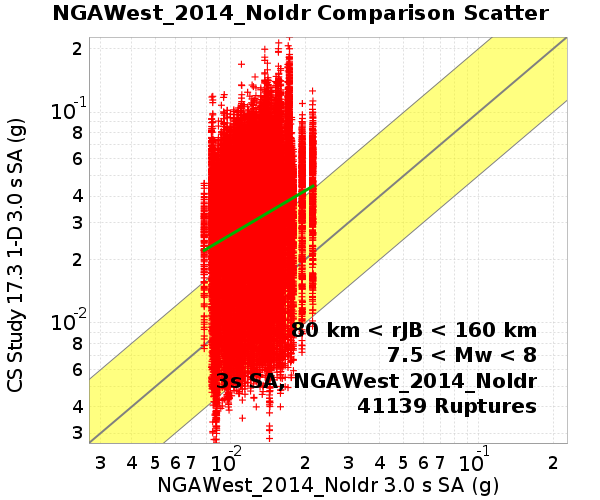 NGAWest_2014_NoIdr Comparison Scatter
CS Study 17.3 1-D 3.0 s SA (g)
2
10-1
8
6
4
3
2
10-2
8
6
4
3
80 km < rJB < 160 km
7.5 < Mw < 8
3s SA, NGAWest_2014_NoIdr
41139 Ruptures
3 4 5 6 7 10-2 2 3 4 5 6 7 10-1 2
NGAWest_2014_NoIdr 3.0 s SA (g)